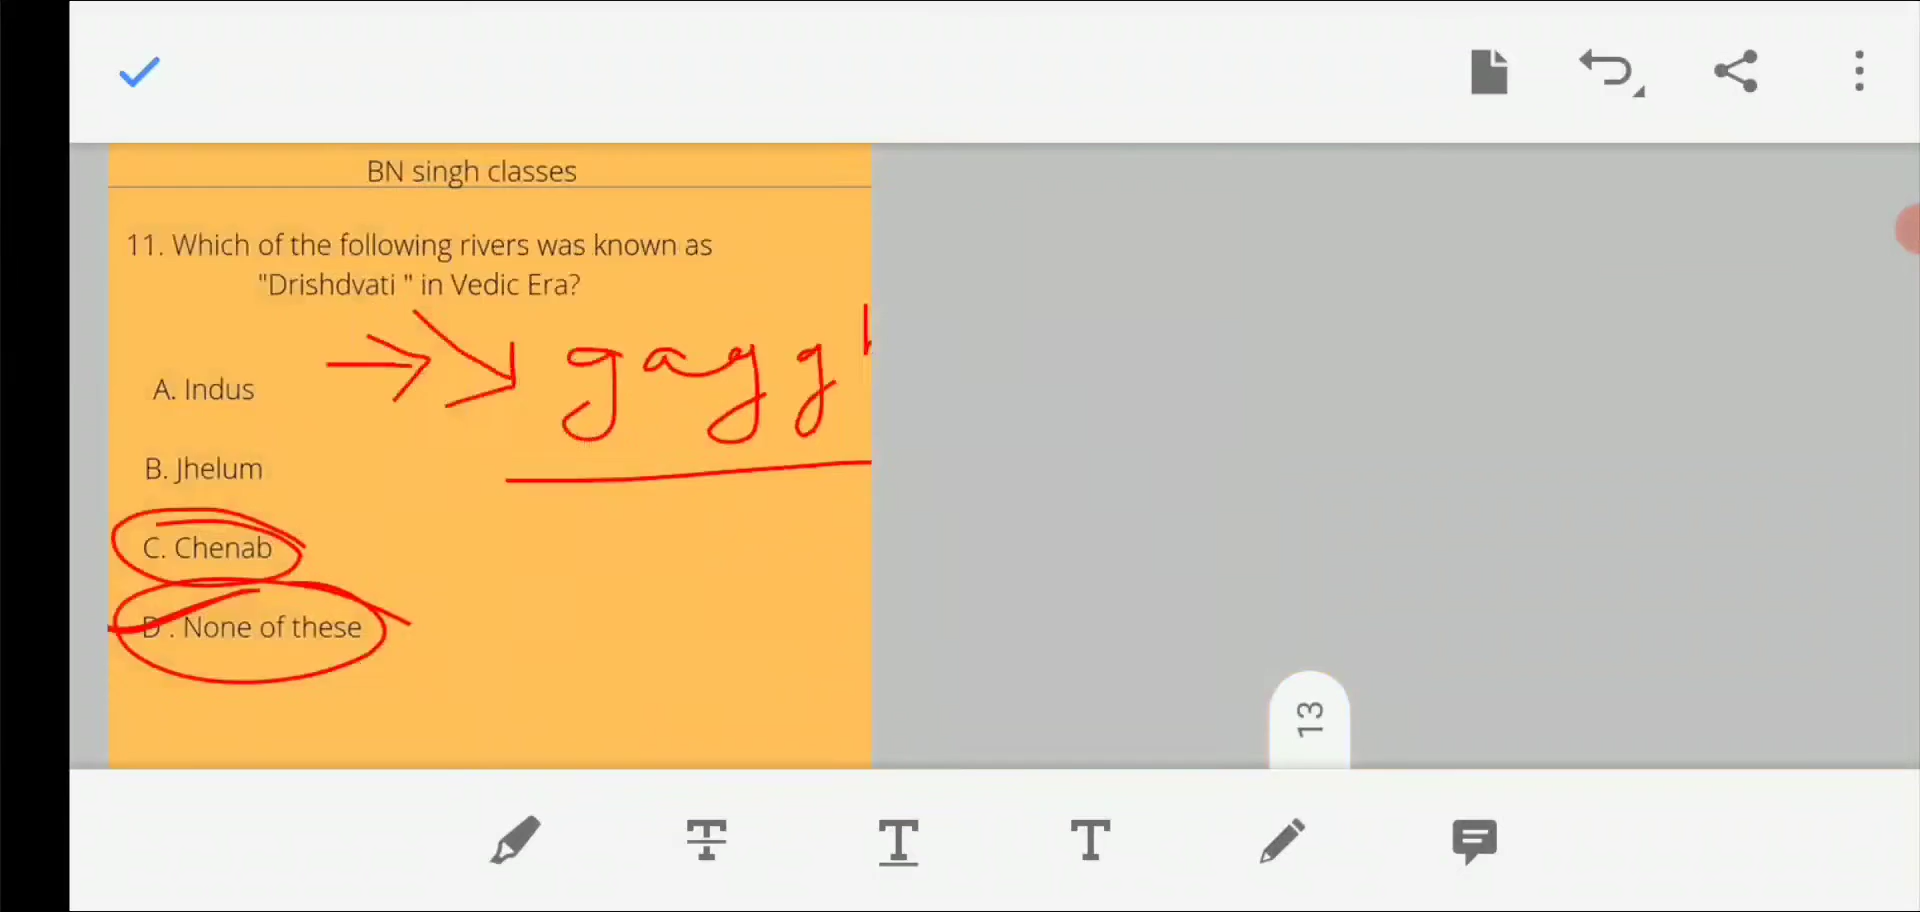 BN singh classes
11. Which of the following rivers was known as
"Drishdvati " in Vedic Era?
gaggh
A. Indus
B. Jhelum
C. Chenab
D . None of these
13
T
T
T